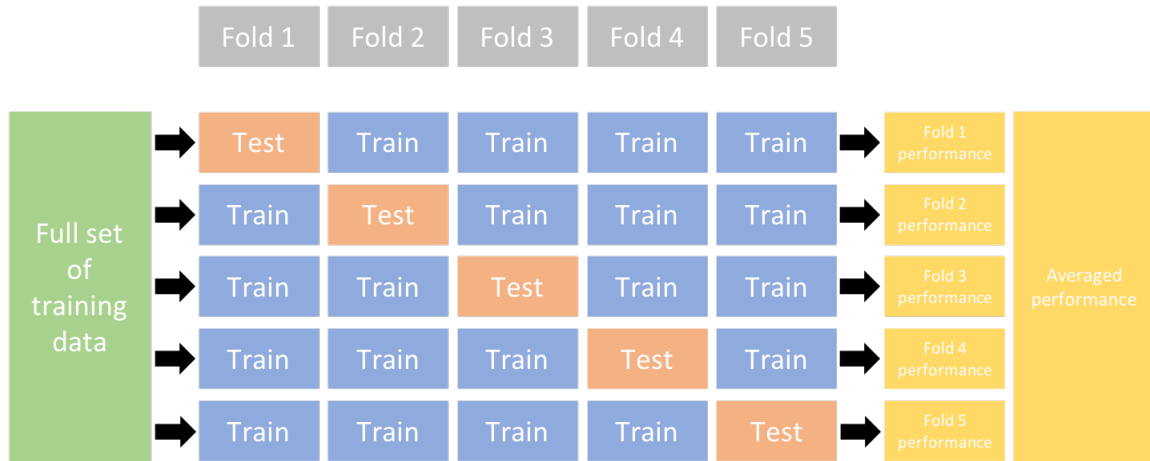 Fold 1 Fold 2 Fold 3 Fold 4 Fold 5
Full set
of
training
data
Test Train Train Train Train
Train Test Train Train Train
Train Train Test Train Train
Train Train Train Test Train
Train Train Train Train Test
Fold 1
performance
Fold 2
performance
Fold 3
performance
Fold 4
performance
Fold 5
performance
Averaged
performance